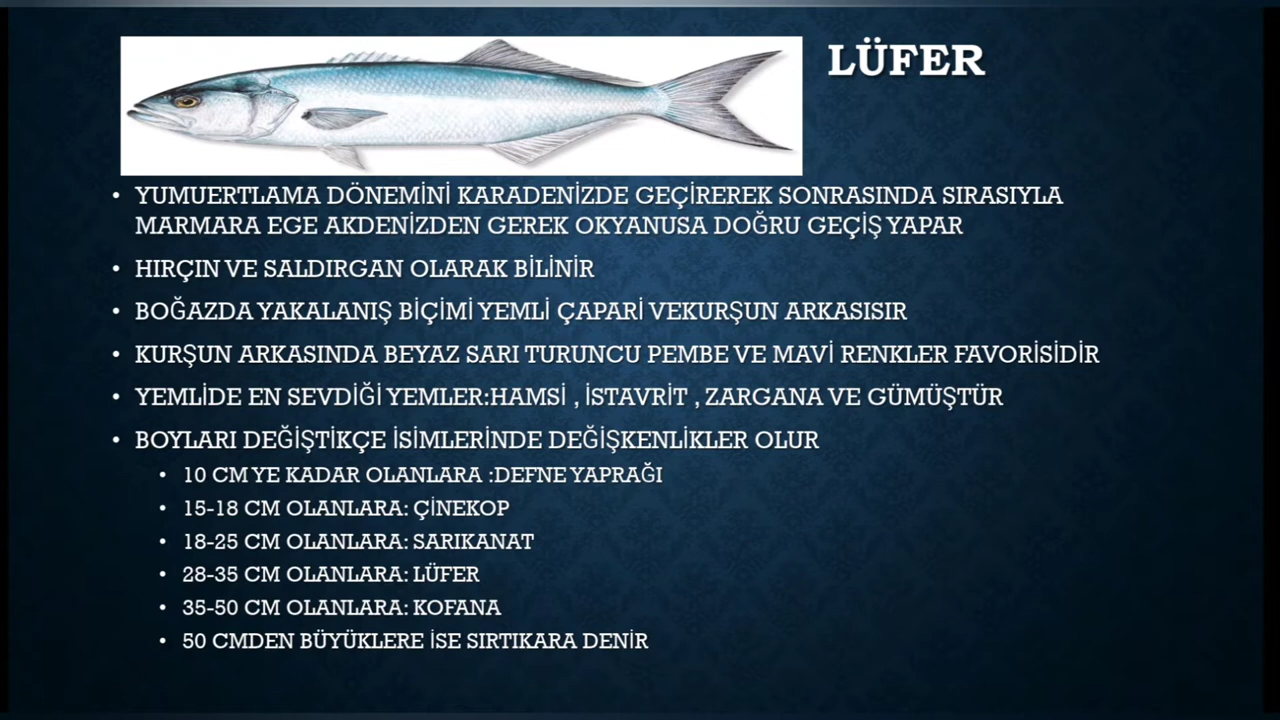 LÜFER
• YUMUERTLAMA DÖNEMİNİ KARADENİZDE GEÇİREREK SONRASINDA SIRASIYLA
MARMARA EGE AKDENİZDEN GEREK OKYANUSA DOĞRU GEÇİŞ YAPAR
• HIRÇIN VE SALDIRGAN OLARAK BİLİNİR
• BOĞAZDA YAKALANIŞ BİÇİMİ YEMLİ ÇAPARİ VEKURŞUN ARKASISIR
• KURŞUN ARKASINDA BEYAZ SARI TURUNCU PEMBE VE MAVİ RENKLER FAVORİSİDİR
• YEMLİDE EN SEVDİĞİ YEMLER:HAMSİ , İSTAVRİT , ZARGANA VE GÜMÜŞTÜR
• BOYLARI DEĞİŞTİKÇE İSİMLERİNDE DEĞİŞKENLİKLER OLUR
• 10 CM YE KADAR OLANLARA :DEFNE YAPRAĞI
• 15-18 CM OLANLARA: ÇİNEKOP
• 18-25 CM OLANLARA: SARIKANAT
• 28-35 CM OLANLARA: LÜFER
• 35-50 CM OLANLARA: KOFANA
• 50 CMDEN BÜYÜKLERE İSE SIRTIKARA DENİR